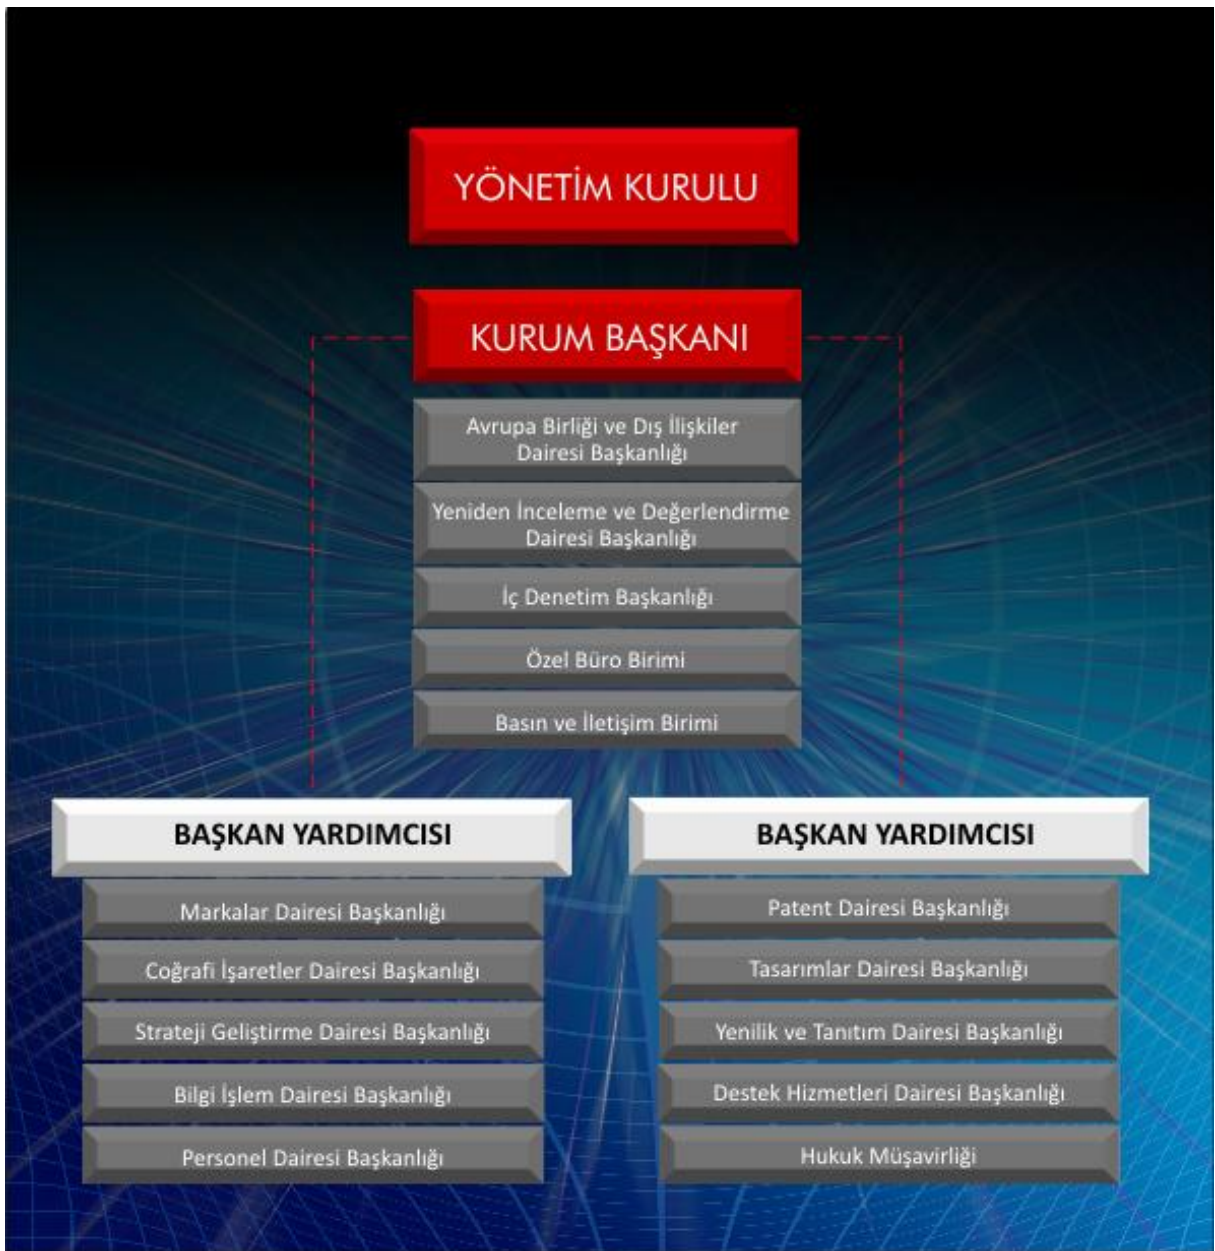 YÖNETİM KURULU
KURUM BAŞKANI
Avrupa Birliği ve Dış İlişkiler
Dairesi Başkanlığı
Yeniden İnceleme ve Değerlendirme
Dairesi Başkanlığı
İç Denetim Başkanlığı
Özel Büro Birimi
Basın ve İletişim Birimi
BAŞKAN YARDIMCISI
Markalar Dairesi Başkanlığı
Coğrafi İşaretler Dairesi Başkanlığı
Strateji Geliştirme Dairesi Başkanlığı
Bilgi İşlem Dairesi Başkanlığı
Personel Dairesi Başkanlığı
BAŞKAN YARDIMCISI
Patent Dairesi Başkanlığı
Tasarımlar Dairesi Başkanlığı
Yenilik ve Tanıtım Dairesi Başkanlığı
Destek Hizmetleri Dairesi Başkanlığı
Hukuk Müşavirliği